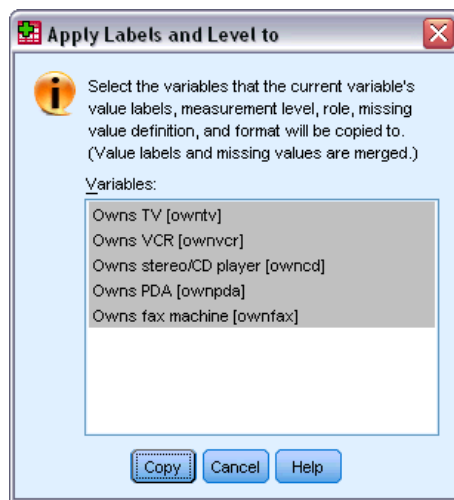 Apply Labels and Level to
Select the variables that the current variable's
value labels, measurement level, role, missing
value definition, and format will be copied to.
(Value labels and missing values are merged.)
Variables:
Owns TV [owntv]
Owns VCR [ownvcr]
Owns stereo/CD player [owncd]
Owns PDA [ownpda]
Owns fax machine [ownfax]
Copy Cancel Help